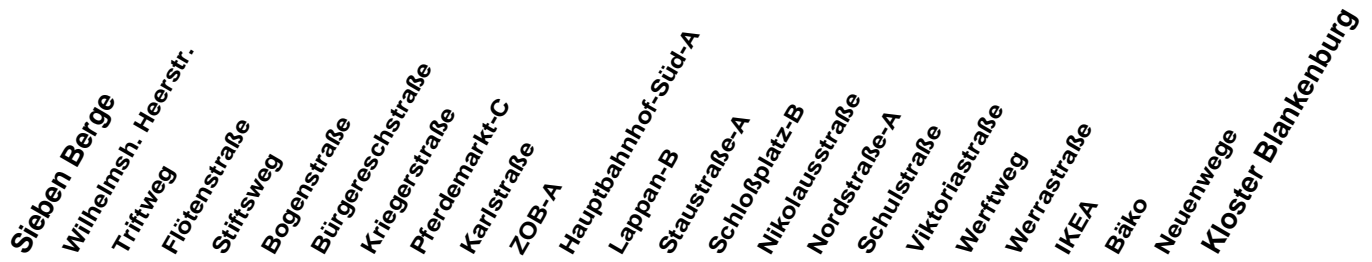 Sieben Berge
Wilhelmsh. Heerstr.
Triftweg
Flötenstraße
Stiftsweg
Bogenstraße
Bürgereschstraße
Kriegerstraße
Pferdemarkt-C
Karlstraße
ZOB-A
Hauptbahnhof-Süd-A
Lappan-B
Staustraße-A
Schloßplatz-B
Nikolausstraße
Nordstraße-A
Schulstraße
Viktoriastraße
Werftweg
Werrastraße
IKEA
Bäko
Neuenwege
Kloster Blankenburg